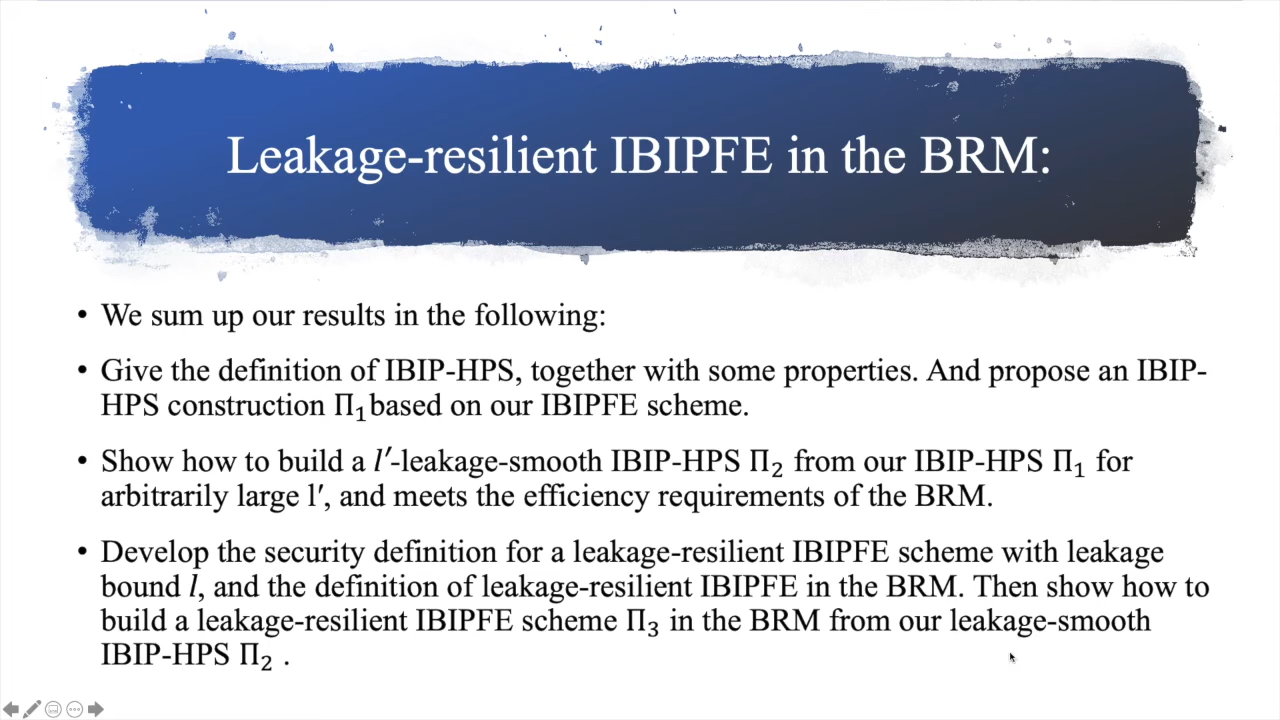 Leakage-resilient IBIPFE in the BRM:
• We sum up our results in the following:
• Give the definition of IBIP-HPS, together with some properties. And propose an IBIP-
HPS construction Π₁based on our IBIPFE scheme.
• Show how to build a l′-leakage-smooth IBIP-HPS Π₂ from our IBIP-HPS Π₁ for
arbitrarily large l′, and meets the efficiency requirements of the BRM.
• Develop the security definition for a leakage-resilient IBIPFE scheme with leakage
bound l, and the definition of leakage-resilient IBIPFE in the BRM. Then show how to
build a leakage-resilient IBIPFE scheme Π₃ in the BRM from our leakage-smooth
IBIP-HPS Π₂ .